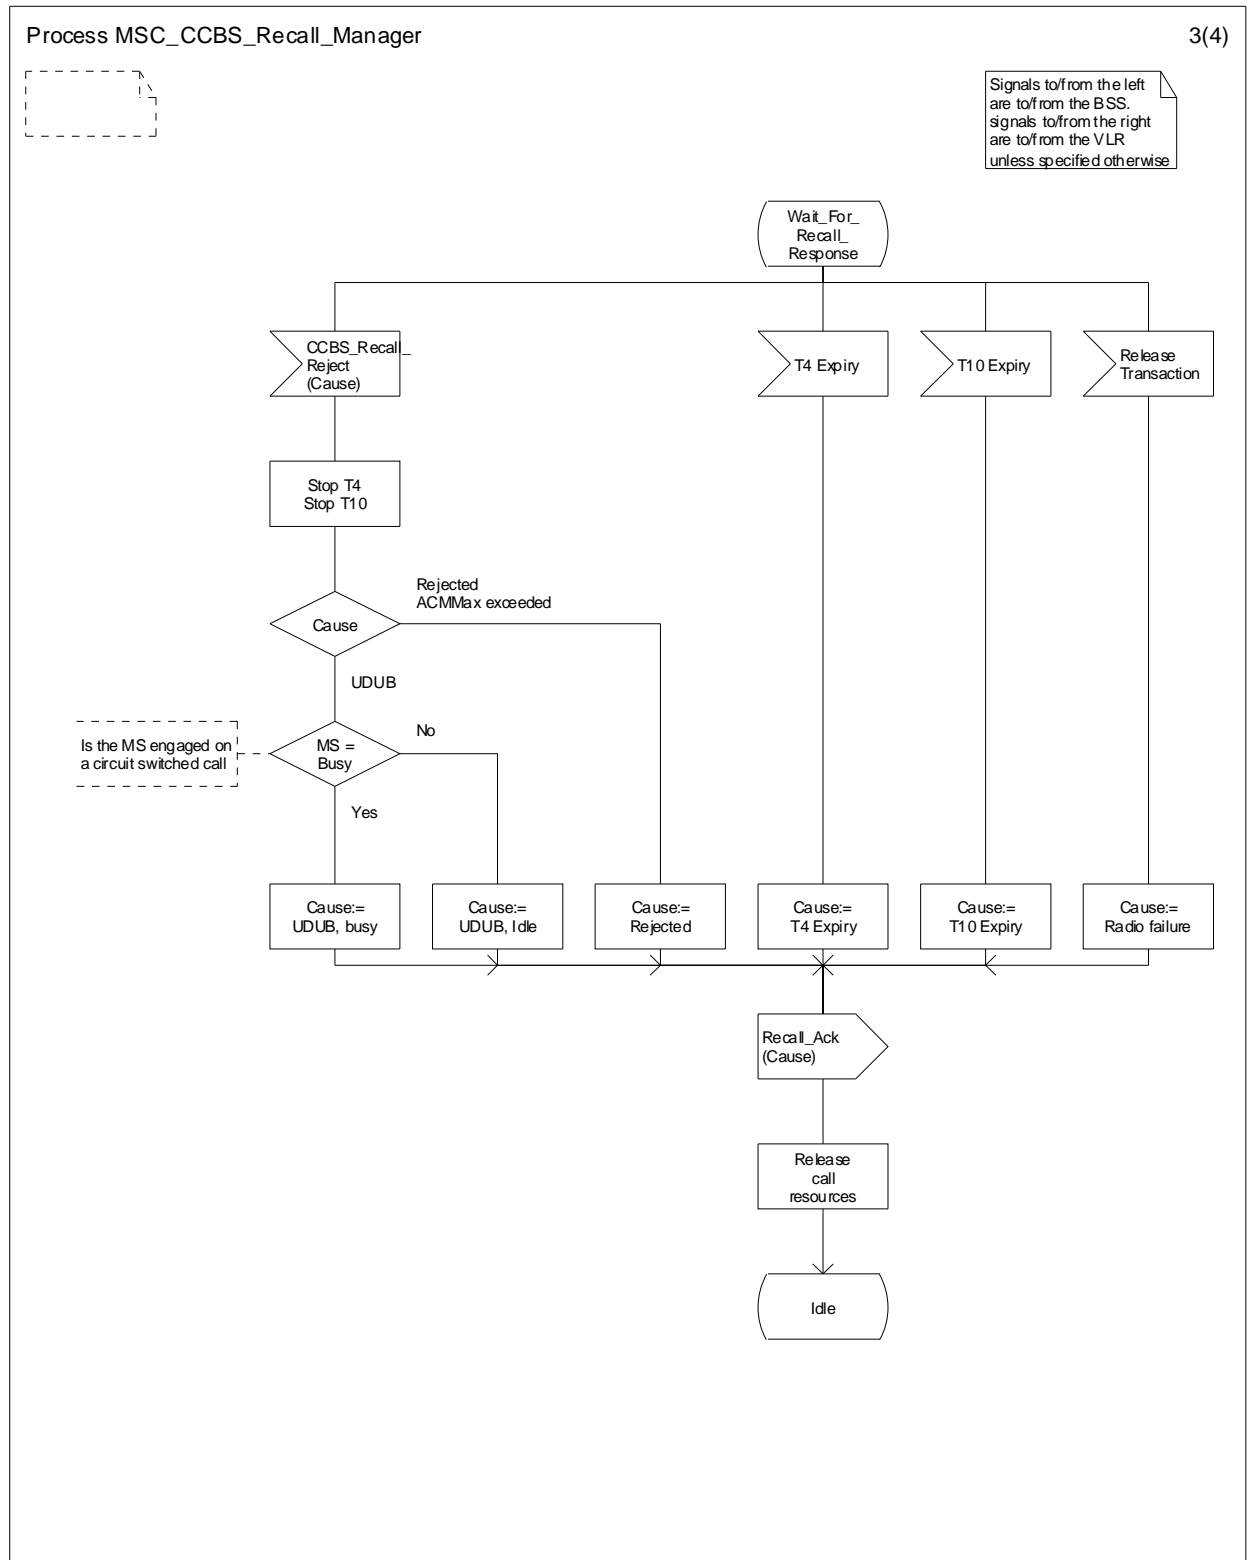 Process MSC_CCBS_Recall_Manager
3(4)
Signals to/from the left
are to/from the BSS.
signals to/from the right
are to/from the VLR
unless specified otherwise
Wait_For_
Recall_
Response
CCBS_Recall_
Reject
(Cause)
T4 Expiry
T10 Expiry
Release
Transaction
Stop T4
Stop T10
Rejected
ACMMax exceeded
Cause
UDUB
Is the MS engaged on
a circuit switched call
MS =
Busy
No
Yes
Cause:=
UDUB, busy
Cause:=
UDUB, Idle
Cause:=
Rejected
Cause:=
T4 Expiry
Cause:=
T10 Expiry
Cause:=
Radio failure
Recall_Ack
(Cause)
Release
call
resources
Idle